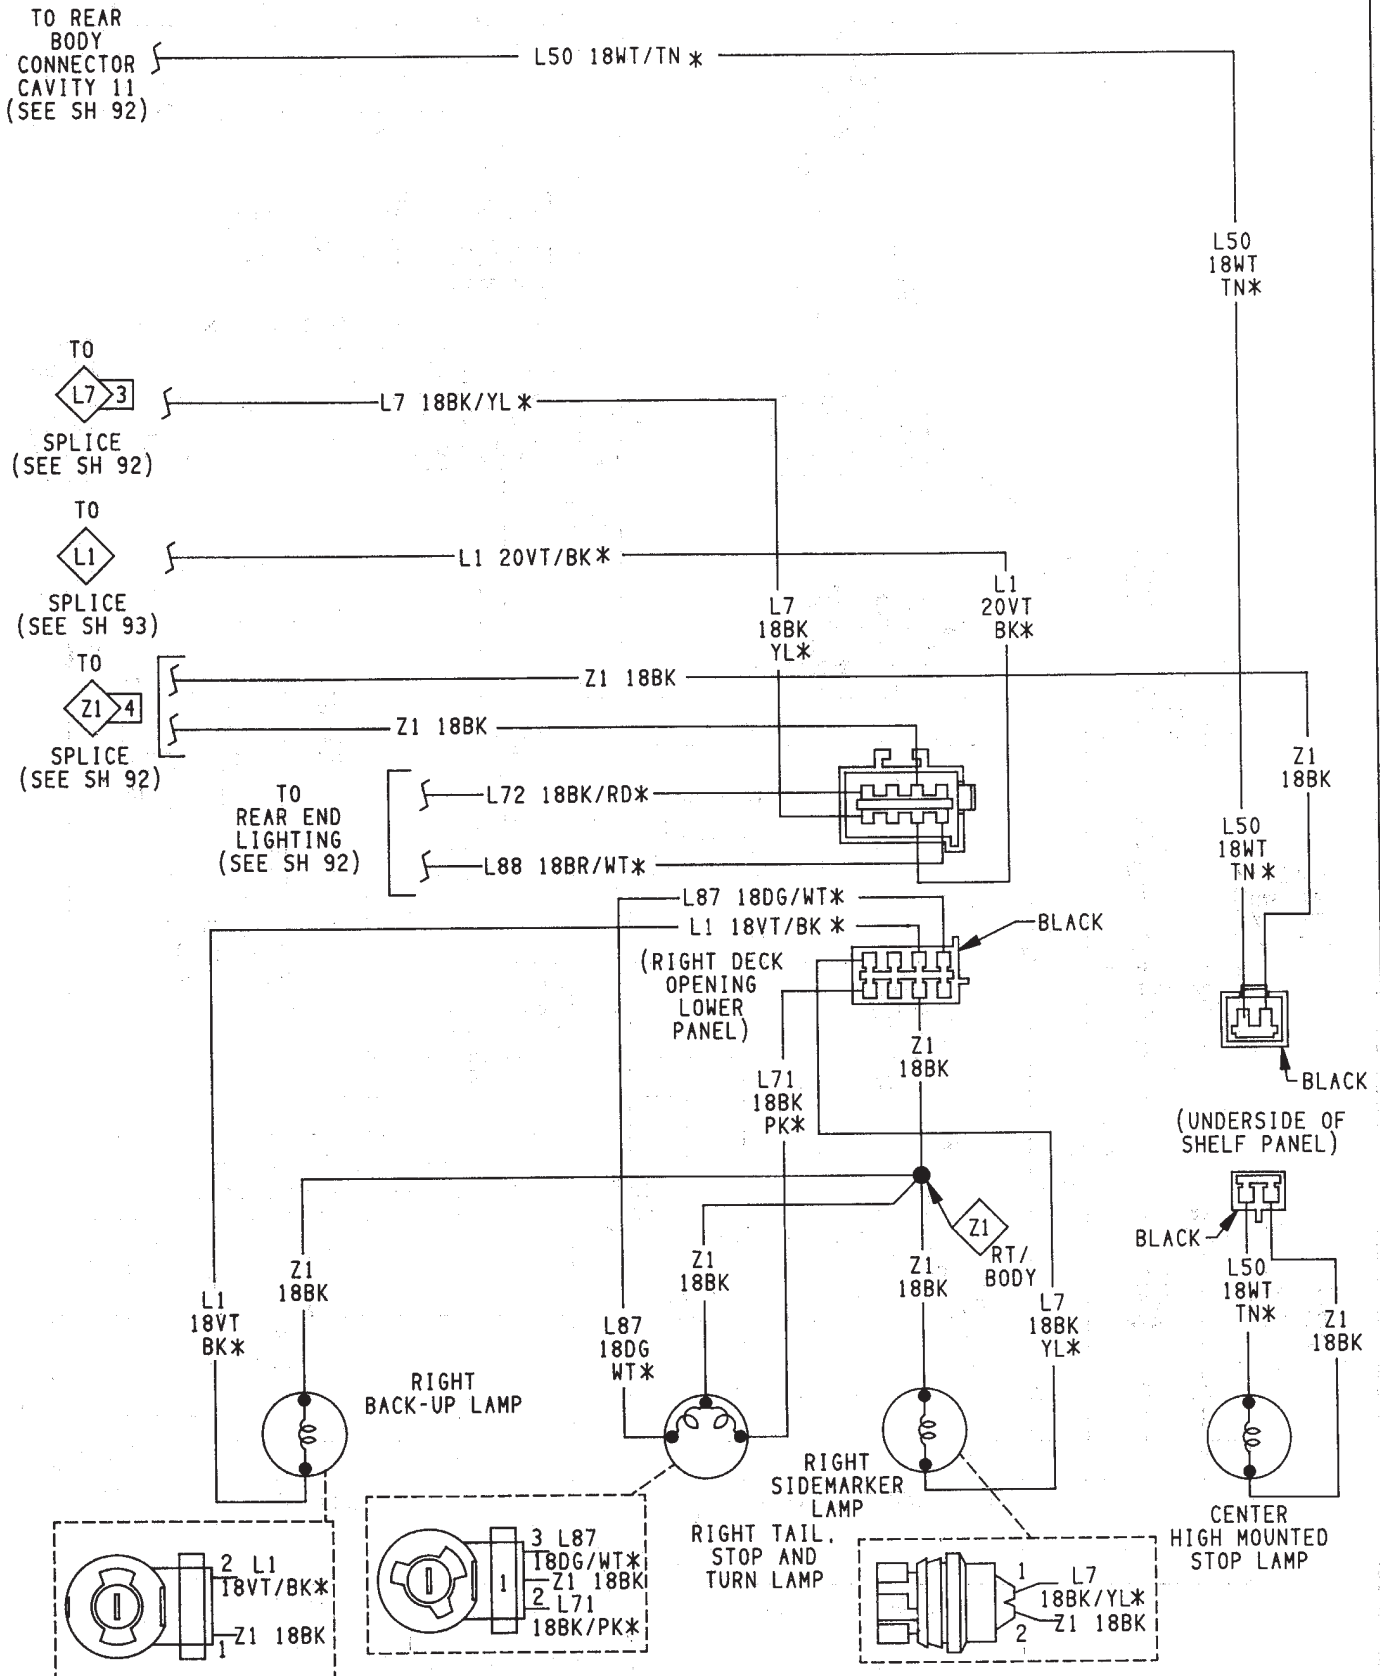 TO REAR
BODY
CONNECTOR
CAVITY 11
(SEE SH 92)
L50 18WT/TN *
L50
18WT
TN*
TO
L7 3
SPLICE
(SEE SH 92)
L7 18BK/YL *
TO
L1
SPLICE
(SEE SH 93)
L1 20VT/BK *
L7
18BK
YL*
L1
20VT
BK*
TO
Z1 4
SPLICE
(SEE SH 92)
Z1 18BK
Z1 18BK
Z1
18BK
TO
REAR END
LIGHTING
(SEE SH 92)
L72 18BK/RD*
L88 18BR/WT*
L50
18WT
TN *
L87 18DG/WT*
L1 18VT/BK *
BLACK
(RIGHT DECK
OPENING
LOWER
PANEL)
Z1
18BK
L71
18BK
PK*
BLACK
(UNDERSIDE OF
SHELF PANEL)
Z1
RT/
BODY
BLACK
Z1
18BK
L1
18VT
BK*
Z1
18BK
L87
18DG
WT*
Z1
18BK
L7
18BK
YL*
L50
18WT
TN*
Z1
18BK
RIGHT
BACK-UP LAMP
RIGHT
SIDEMARKER
LAMP
RIGHT TAIL,
STOP AND
TURN LAMP
CENTER
HIGH MOUNTED
STOP LAMP
2 L1
18VT/BK*
Z1 18BK
1
3 L87
18DG/WT*
1 Z1 18BK
2 L71
18BK/PK*
1 L7
18BK/YL*
Z1 18BK
2